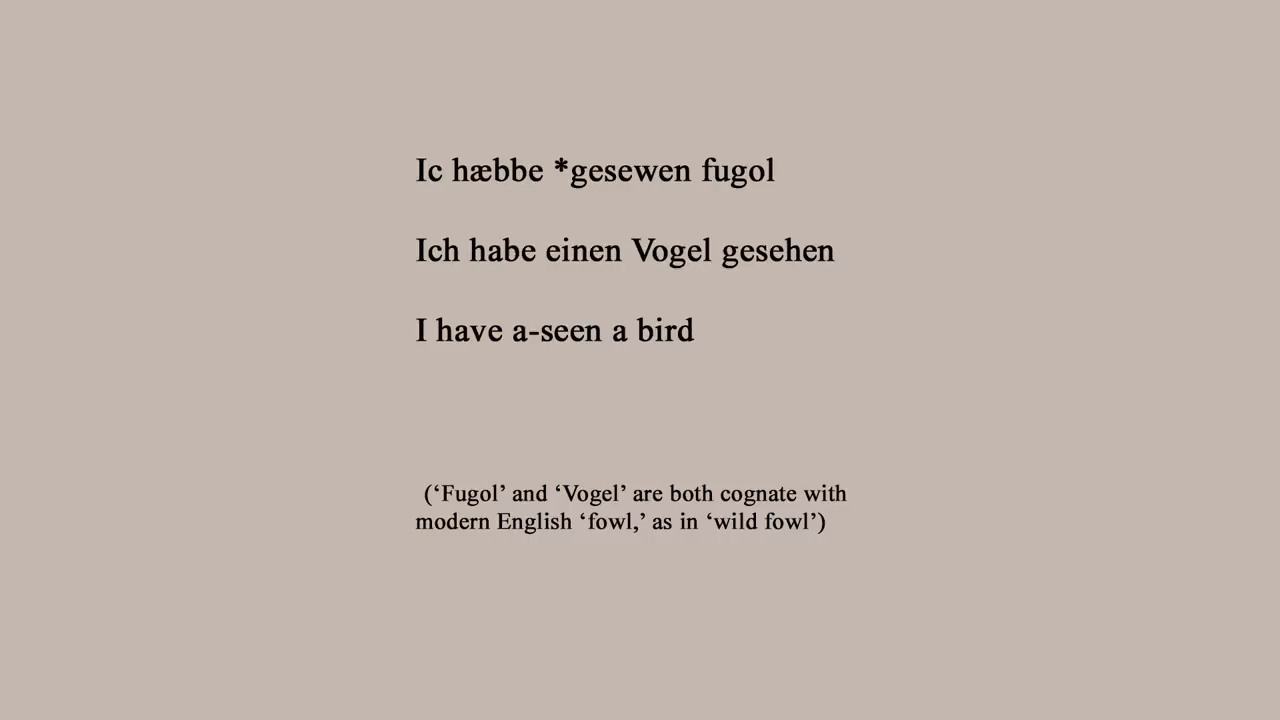 Ic hæbbe *gesewen fugol
Ich habe einen Vogel gesehen
I have a-seen a bird
(‘Fugol’ and ‘Vogel’ are both cognate with
modern English ‘fowl,’ as in ‘wild fowl’)